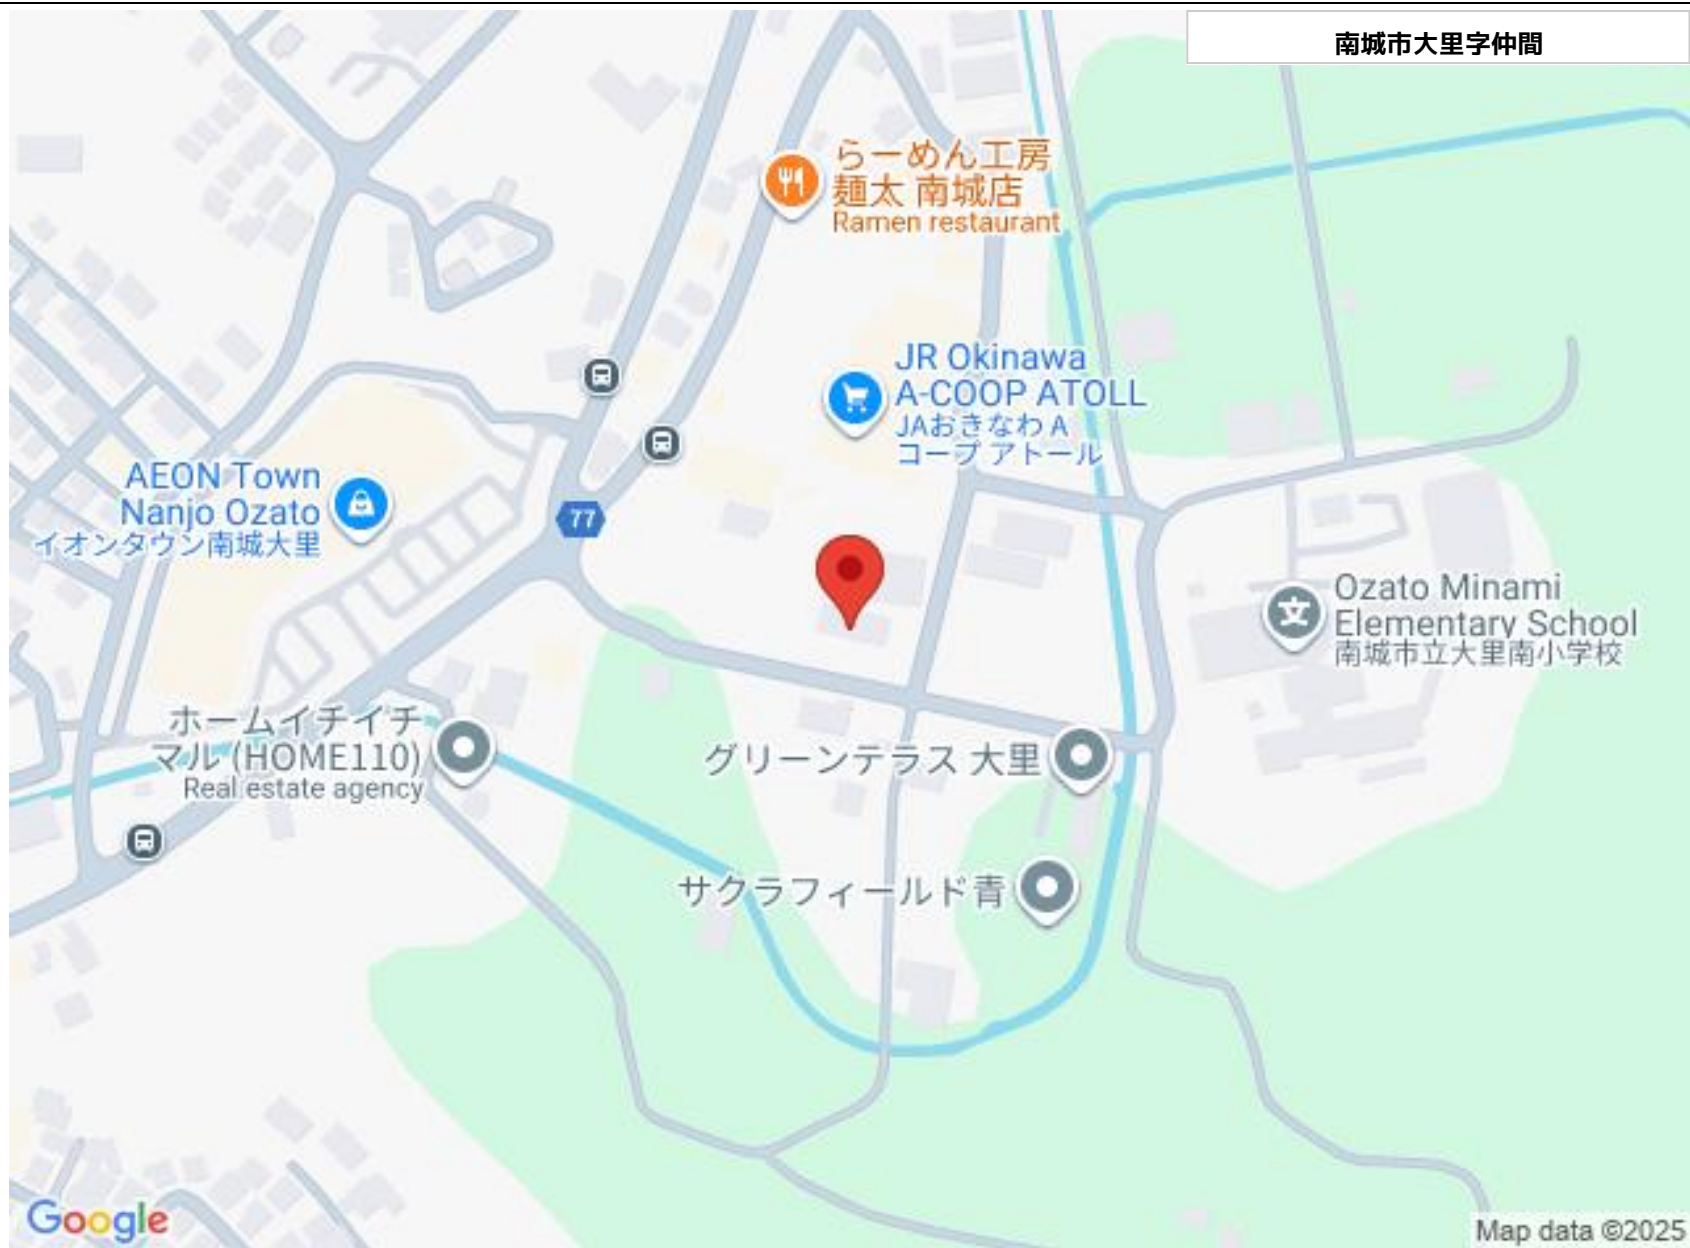 南城市大里字仲間
らーめん工房
麺太 南城店
Ramen restaurant
JR Okinawa
A-COOP ATOLL
JAおきなわ A
コープ アトール
AEON Town
Nanjo Ozato
イオンタウン南城大里
77
Ozato Minami
Elementary School
南城市立大里南小学校
文
ホームイチイチ
マル (HOME110)
Real estate agency
グリーンテラス 大里
サクラフィールド青
Google
Map data ©2025